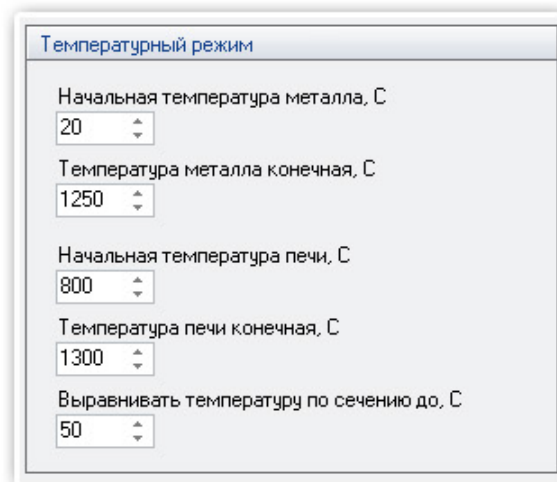 Температурный режим
Начальная температура металла, С
20
Температура металла конечная, С
1250
Начальная температура печи, С
800
Температура печи конечная, С
1300
Выравнивать температуру по сечению до, С
50